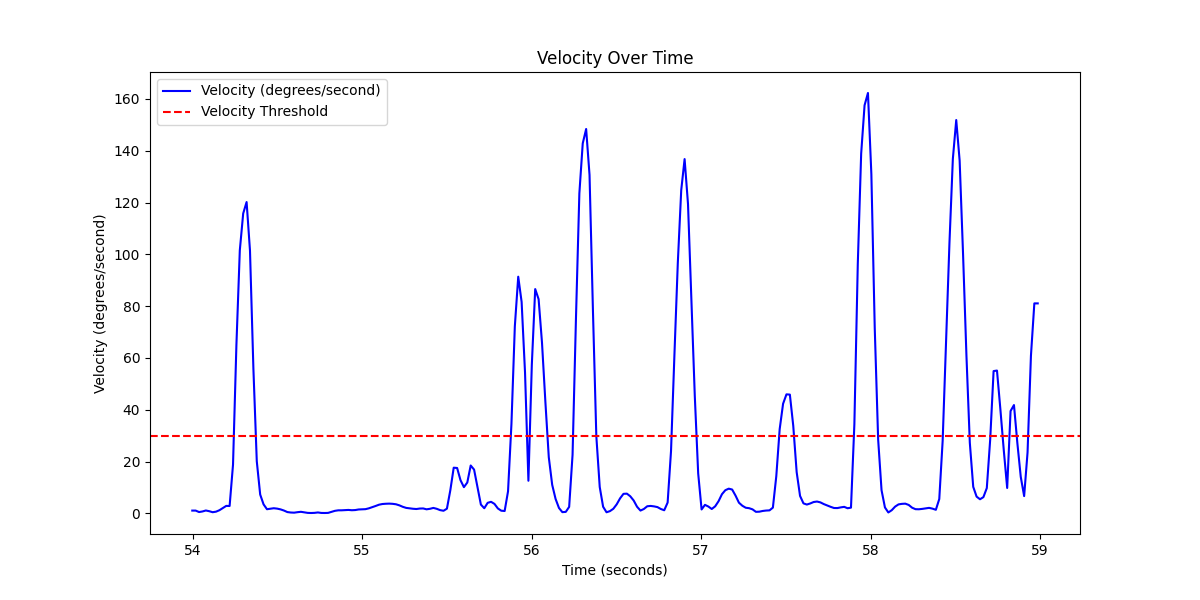 Velocity Over Time
Velocity (degrees/second)
Velocity Threshold
160
140
120
100
80
60
40
20
0
Velocity (degrees/second)
54 55 56 57 58 59
Time (seconds)